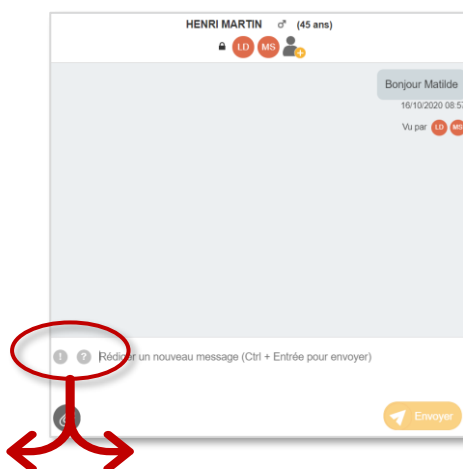 HENRI MARTIN ♂ (45 ans)
LD MS
Bonjour Matilde
16/10/2020 08:57
Vu par LD MS
! ? Rédiger un nouveau message (Ctrl + Entrée pour envoyer)
Envoyer